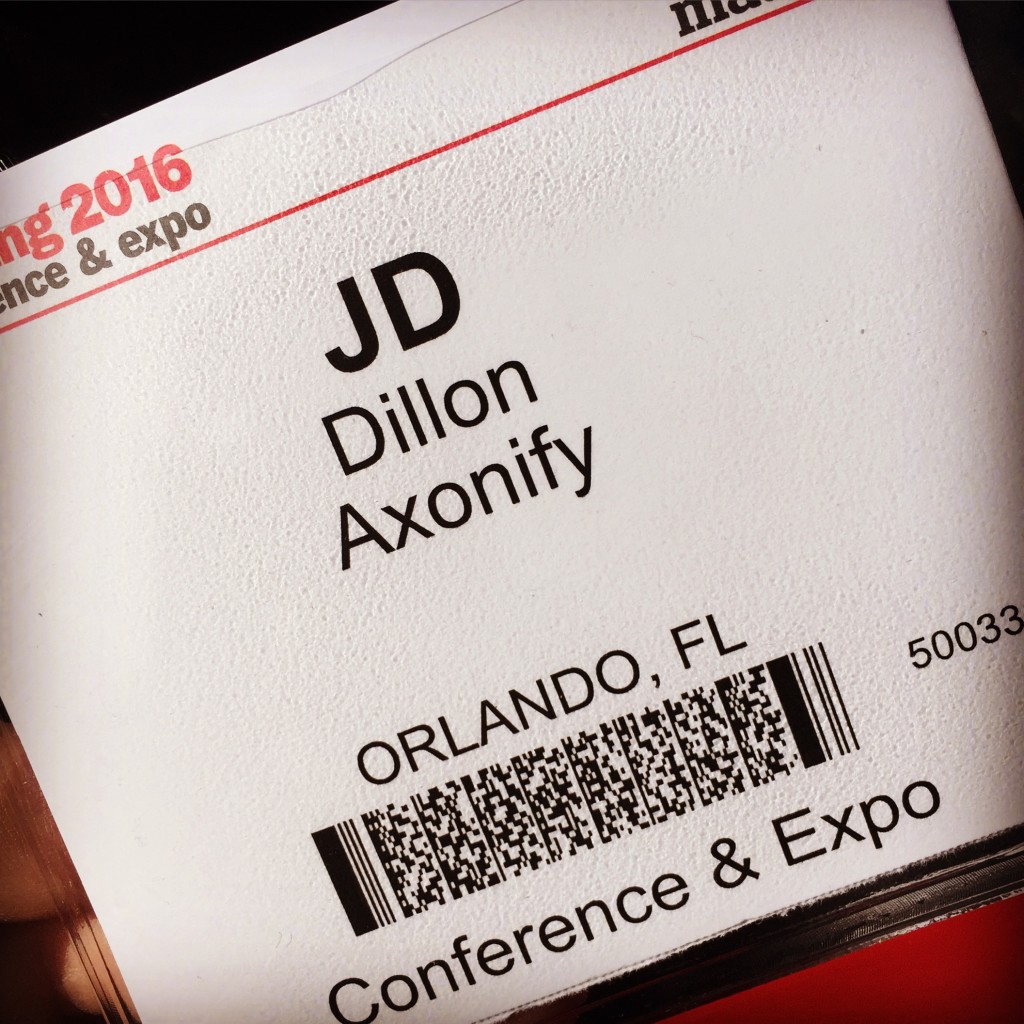 ng 2016
ence & expo
JD
Dillon
Axonify
ORLANDO, FL
50033
Conference & Expo